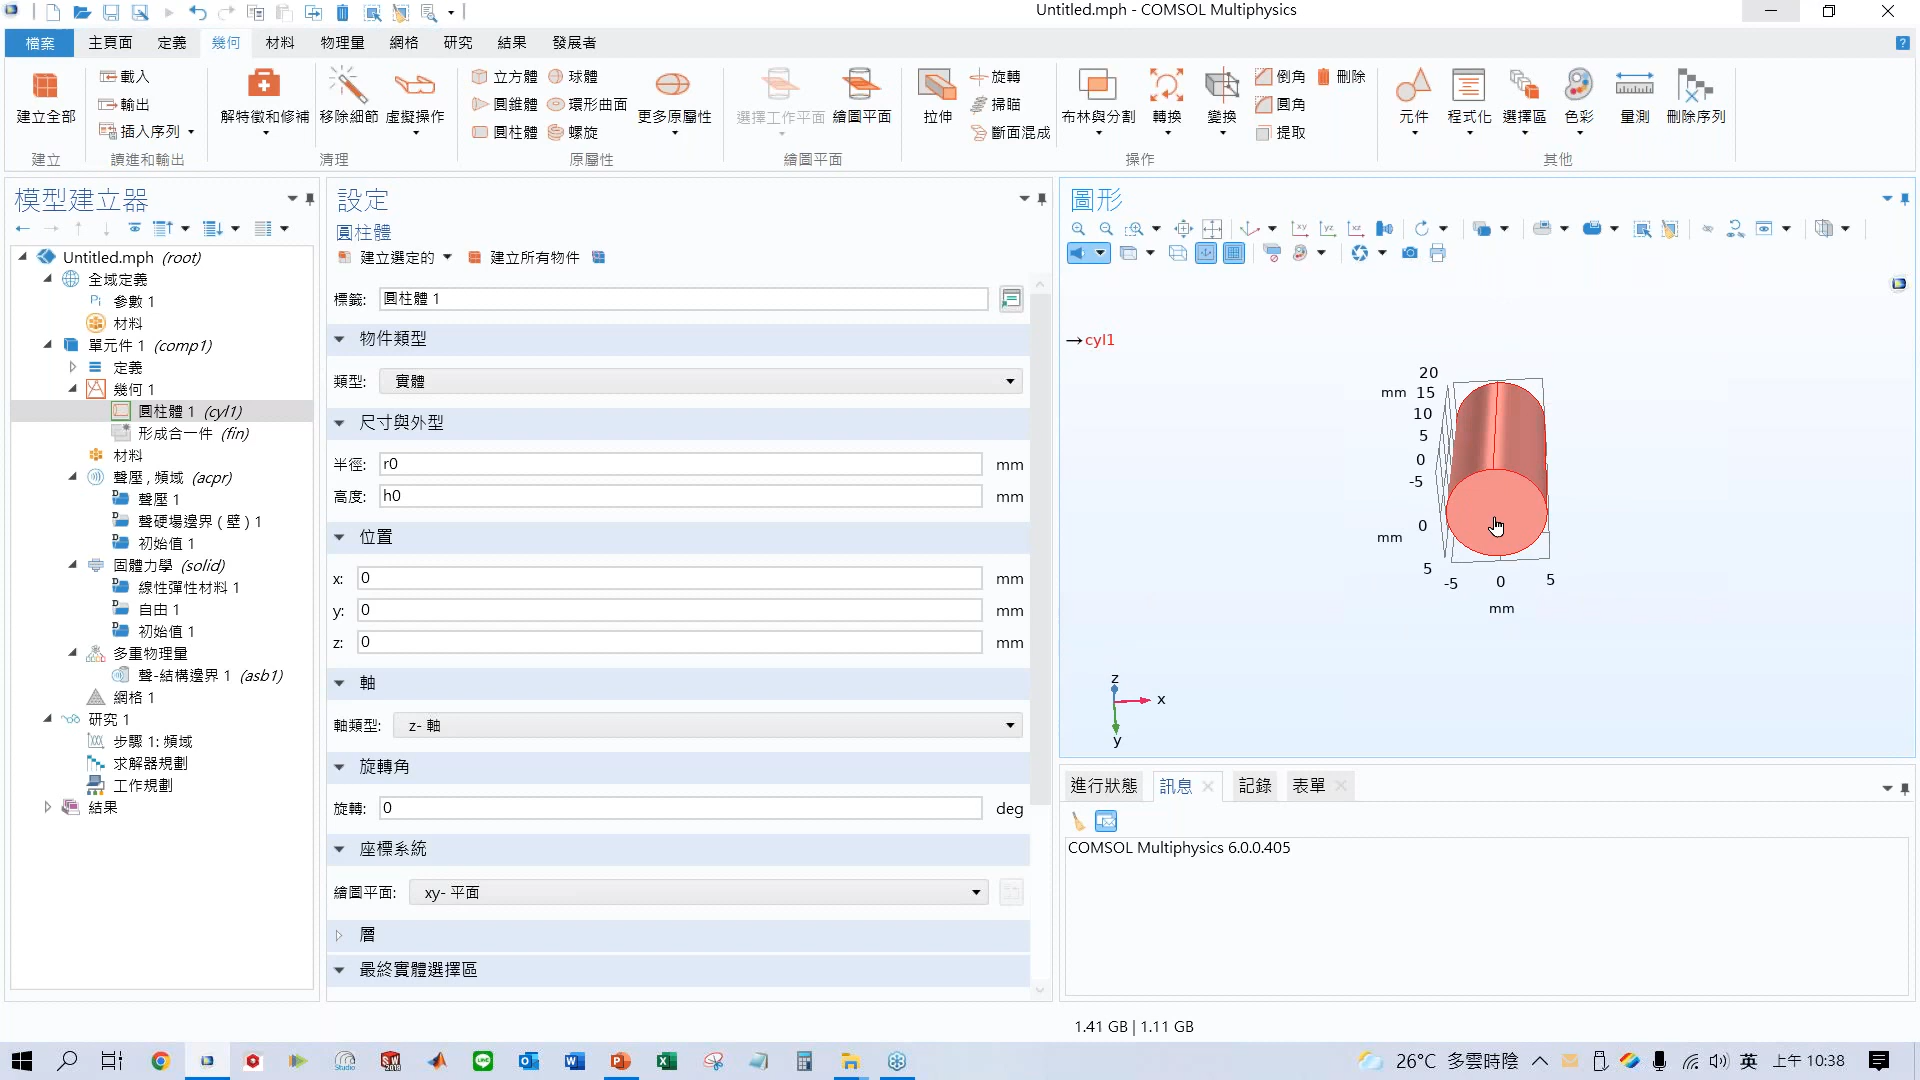 Untitled.mph - COMSOL Multiphysics
檔案 主頁面 定義 幾何 材料 物理量 網格 研究 結果 發展者
建立全部
建立
載入
輸出
插入序列
讀進和輸出
解特徵和修補
移除細節
虛擬操作
清理
立方體 球體
圓錐體 環形曲面
圓柱體 螺旋
更多原屬性
原屬性
選擇工作平面
繪圖平面
繪圖平面
拉伸
旋轉
掃瞄
斷面混成
布林與分割
轉換
變換
倒角 刪除
圓角
提取
操作
元件
程式化
選擇區
色彩
量測
刪除序列
其他
模型建立器
Untitled.mph (root)
全域定義
Pi 參數 1
材料
單元件 1 (comp1)
定義
幾何 1
圓柱體 1 (cyl1)
形成合一件 (fin)
材料
聲壓 , 頻域 (acpr)
聲壓 1
聲硬場邊界 ( 壁 ) 1
初始值 1
固體力學 (solid)
線性彈性材料 1
自由 1
初始值 1
多重物理量
聲-結構邊界 1 (asb1)
網格 1
研究 1
步驟 1: 頻域
求解器規劃
工作規劃
結果
設定
圓柱體
建立選定的 建立所有物件
標籤: 圓柱體 1
物件類型
類型: 實體
尺寸與外型
半徑: r0 mm
高度: h0 mm
位置
x: 0 mm
y: 0 mm
z: 0 mm
軸
軸類型: z- 軸
旋轉角
旋轉: 0 deg
座標系統
繪圖平面: xy- 平面
層
最終實體選擇區
圖形
cyl1
20
mm 15
10
5
0
-5
0
mm
5
-5 0 5
mm
z
x
y
進行狀態 訊息 記錄 表單
COMSOL Multiphysics 6.0.0.405
1.41 GB | 1.11 GB
26°C 多雲時陰 英 上午 10:38